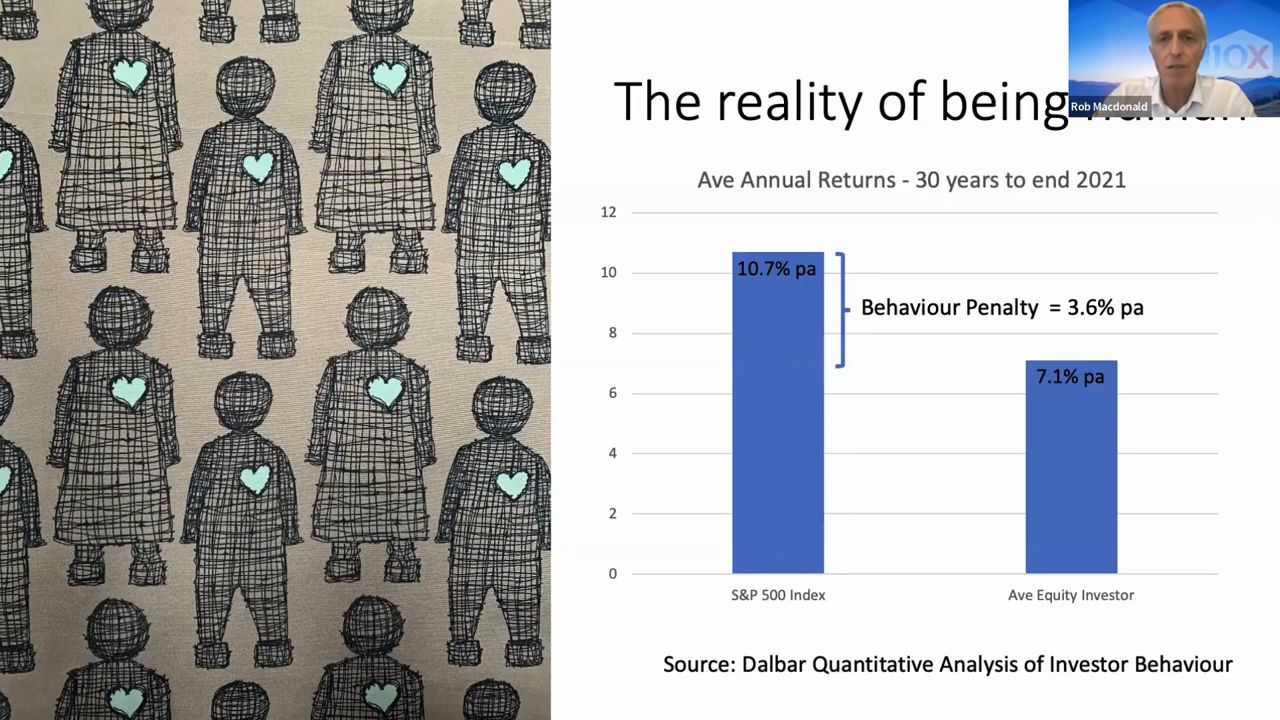 The reality of being human
10X
Rob Macdonald
Ave Annual Returns - 30 years to end 2021
12
10
8
6
4
2
0
10.7% pa
Behaviour Penalty = 3.6% pa
7.1% pa
S&P 500 Index
Ave Equity Investor
Source: Dalbar Quantitative Analysis of Investor Behaviour